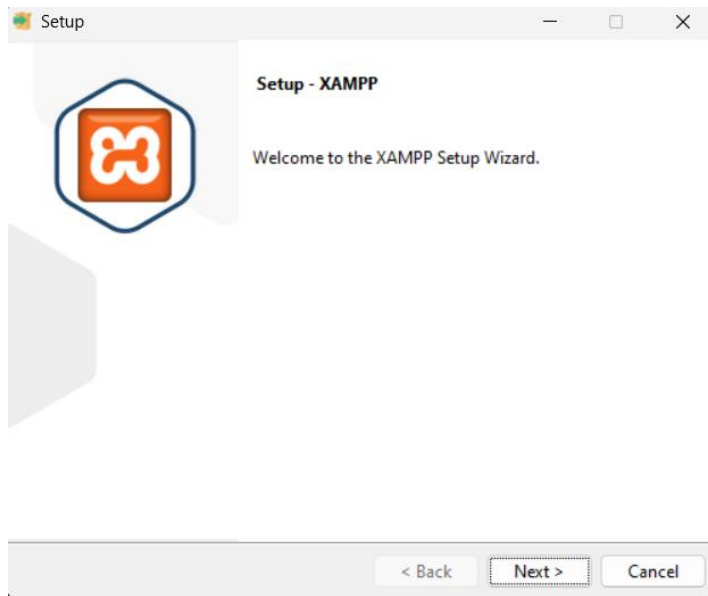 Setup
Setup - XAMPP
Welcome to the XAMPP Setup Wizard.
< Back Next > Cancel